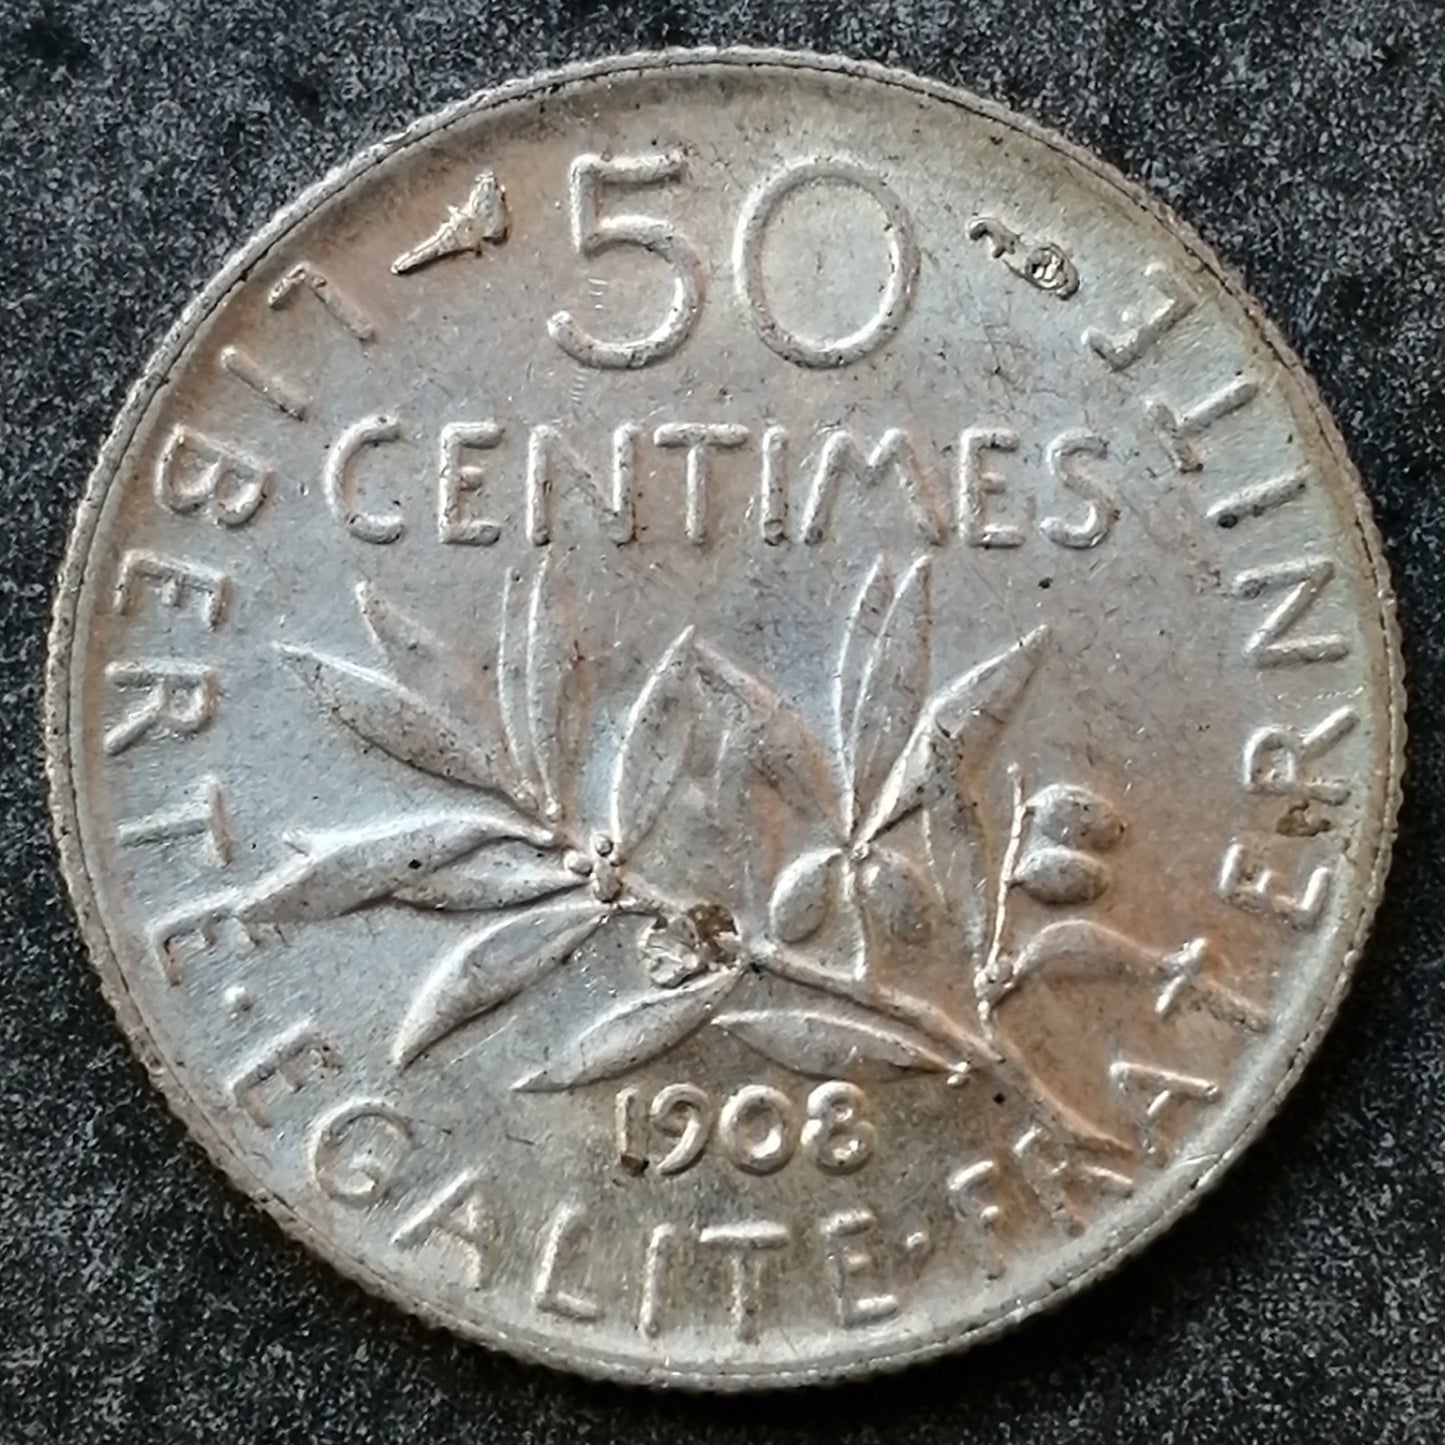 50
CENTIMES
1908
LIBERTE·EGALITE·FRATERNITE